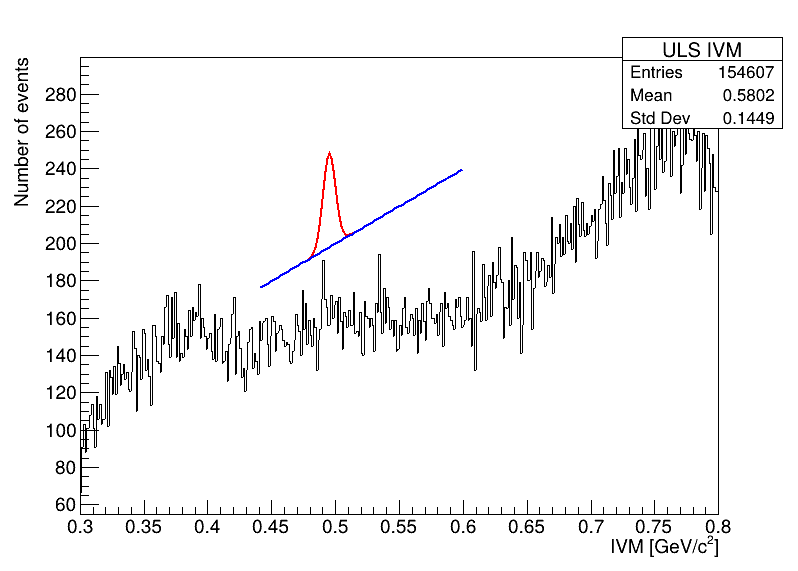 ULS IVM
Entries 154607
Mean 0.5802
Std Dev 0.1449
Number of events
280
260
240
220
200
180
160
140
120
100
80
60
0.3 0.35 0.4 0.45 0.5 0.55 0.6 0.65 0.7 0.75 0.8
IVM [GeV/c²]